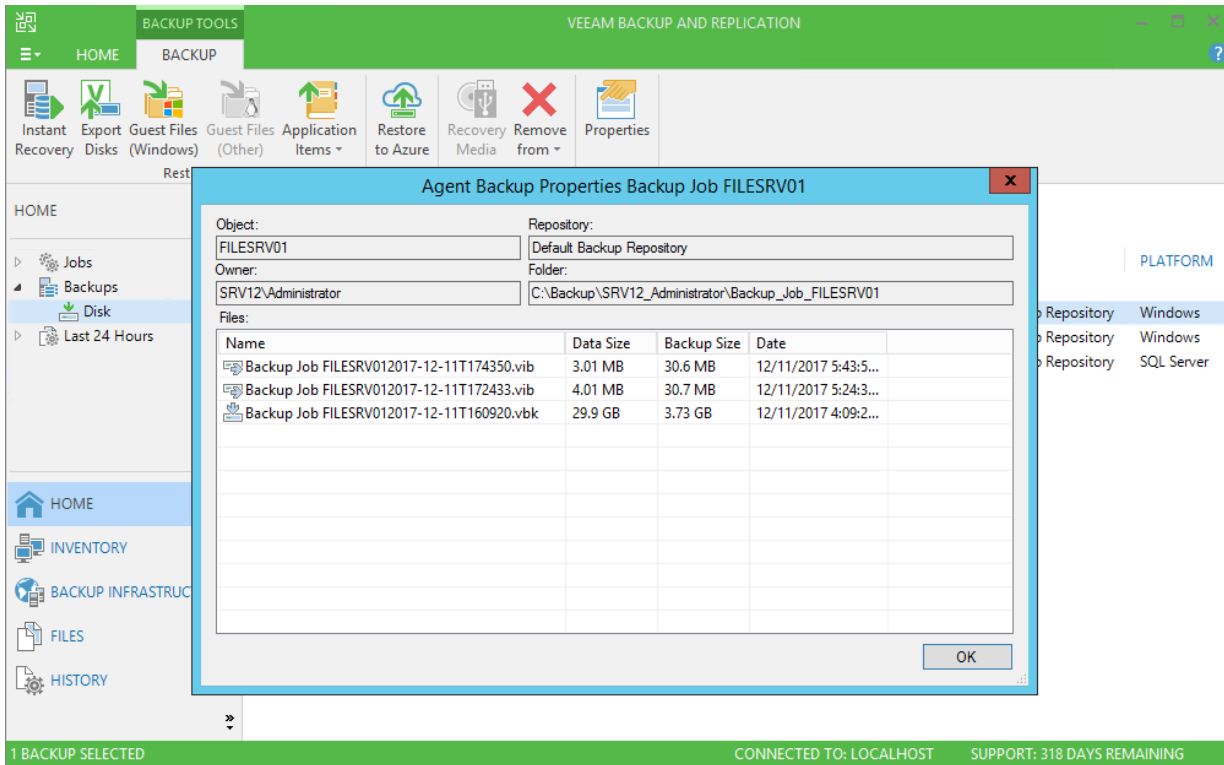 BACKUP TOOLS
VEEAM BACKUP AND REPLICATION
HOME
BACKUP
?
Instant Recovery
Export Disks
Guest Files (Windows)
Guest Files (Other)
Application Items
Restore to Azure
Recovery Media
Remove from
Properties
Rest
Agent Backup Properties Backup Job FILESRV01
x
HOME
Jobs
Backups
Disk
Last 24 Hours
Object:
FILESRV01
Repository:
Default Backup Repository
Owner:
SRV12\Administrator
Folder:
C:\Backup\SRV12_Administrator\Backup_Job_FILESRV01
Files:
Name Data Size Backup Size Date
Backup Job FILESRV012017-12-11T174350.vib 3.01 MB 30.6 MB 12/11/2017 5:43:5...
Backup Job FILESRV012017-12-11T172433.vib 4.01 MB 30.7 MB 12/11/2017 5:24:3...
Backup Job FILESRV012017-12-11T160920.vbk 29.9 GB 3.73 GB 12/11/2017 4:09:2...
OK
PLATFORM
Repository Windows
Repository Windows
Repository SQL Server
HOME
INVENTORY
BACKUP INFRASTRUC
FILES
HISTORY
1 BACKUP SELECTED
CONNECTED TO: LOCALHOST
SUPPORT: 318 DAYS REMAINING